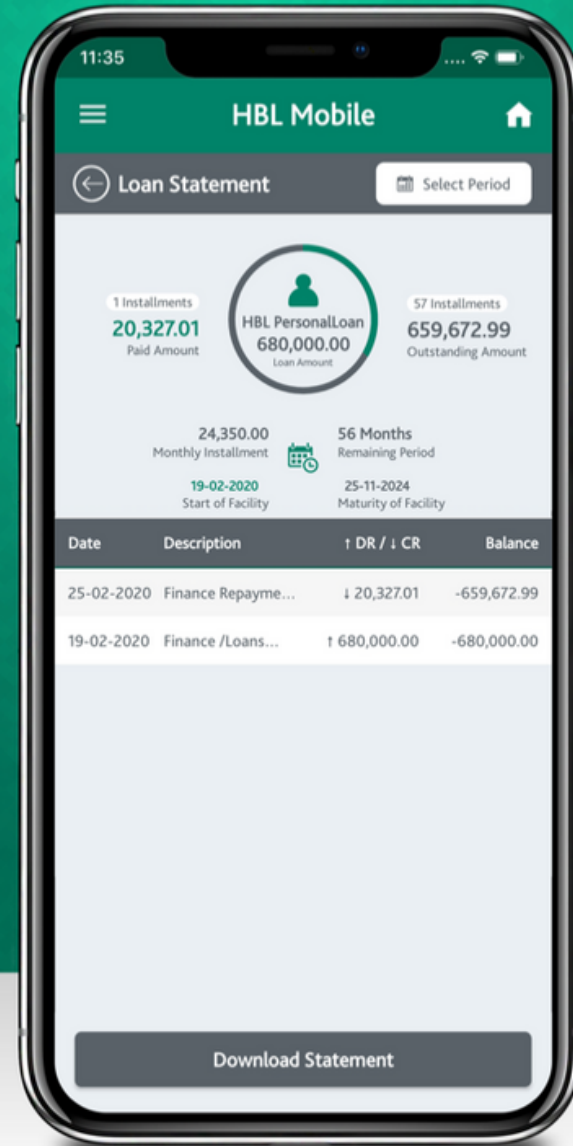 11:35
HBL Mobile
Loan Statement
Select Period
1 Installments
20,327.01
Paid Amount
HBL PersonalLoan
680,000.00
Loan Amount
57 Installments
659,672.99
Outstanding Amount
24,350.00
Monthly Installment
56 Months
Remaining Period
19-02-2020
Start of Facility
25-11-2024
Maturity of Facility
Date Description ↑ DR / ↓ CR Balance
25-02-2020 Finance Repayme... ↓ 20,327.01 -659,672.99
19-02-2020 Finance /Loans... ↑ 680,000.00 -680,000.00
Download Statement